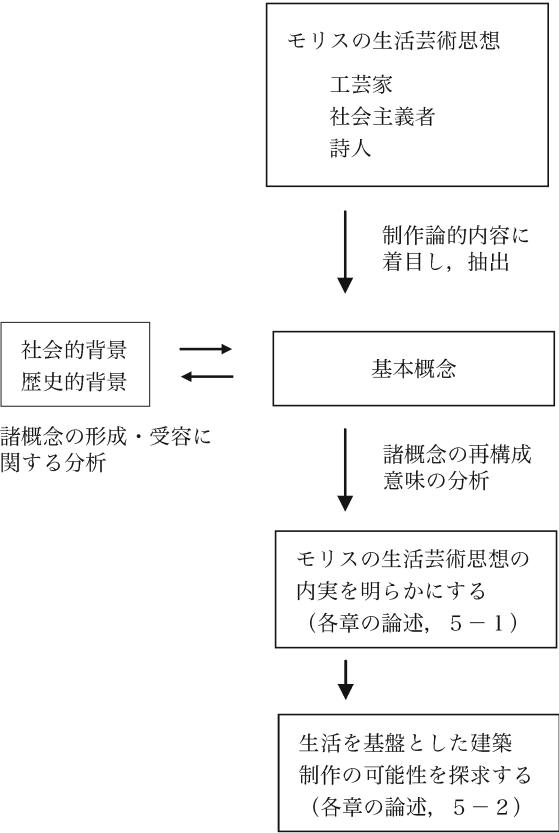 モリスの生活芸術思想
工芸家
社会主義者
詩人
制作論的内容に
着目し，抽出
社会的背景
歴史的背景
基本概念
諸概念の形成・受容に
関する分析
諸概念の再構成
意味の分析
モリスの生活芸術思想の
内実を明らかにする
（各章の論述，５－１）
生活を基盤とした建築
制作の可能性を探求する
（各章の論述，５－２）